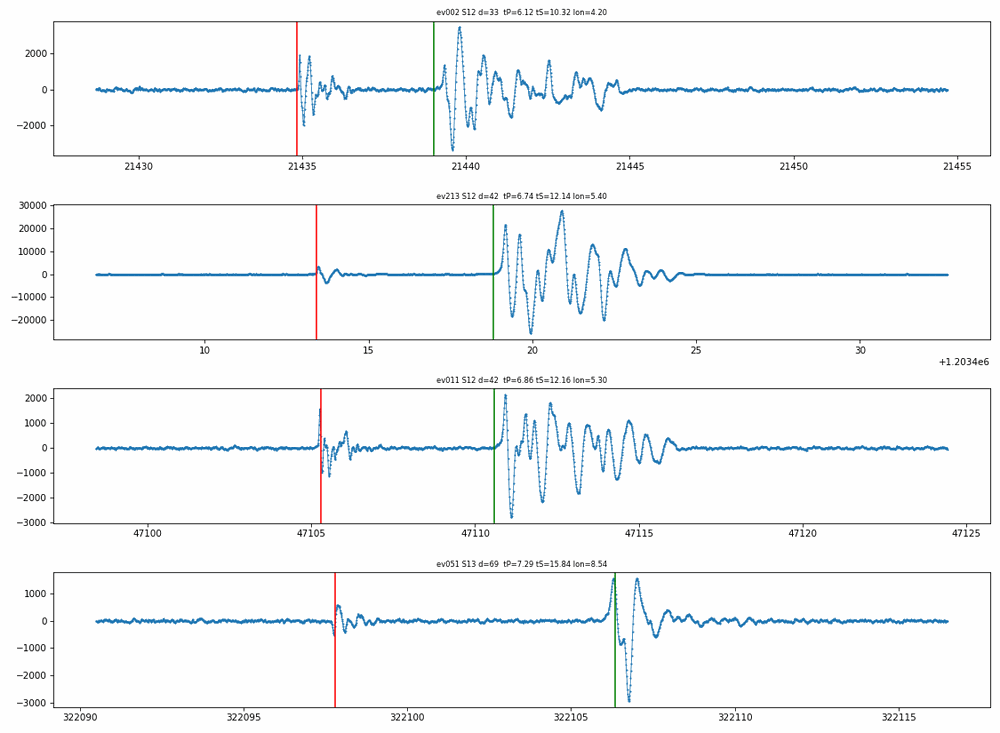 ev002 S12 d=33 tP=6.12 tS=10.32 lon=4.20
2000
0
−2000
21430 21435 21440 21445 21450 21455
ev213 S12 d=42 tP=6.74 tS=12.14 lon=5.40
30000
20000
10000
0
−10000
−20000
10 15 20 25 30
+1.2034e6
ev011 S12 d=42 tP=6.86 tS=12.16 lon=5.30
2000
1000
0
−1000
−2000
−3000
47100 47105 47110 47115 47120 47125
ev051 S13 d=69 tP=7.29 tS=15.84 lon=8.54
1000
0
−1000
−2000
−3000
322090 322095 322100 322105 322110 322115